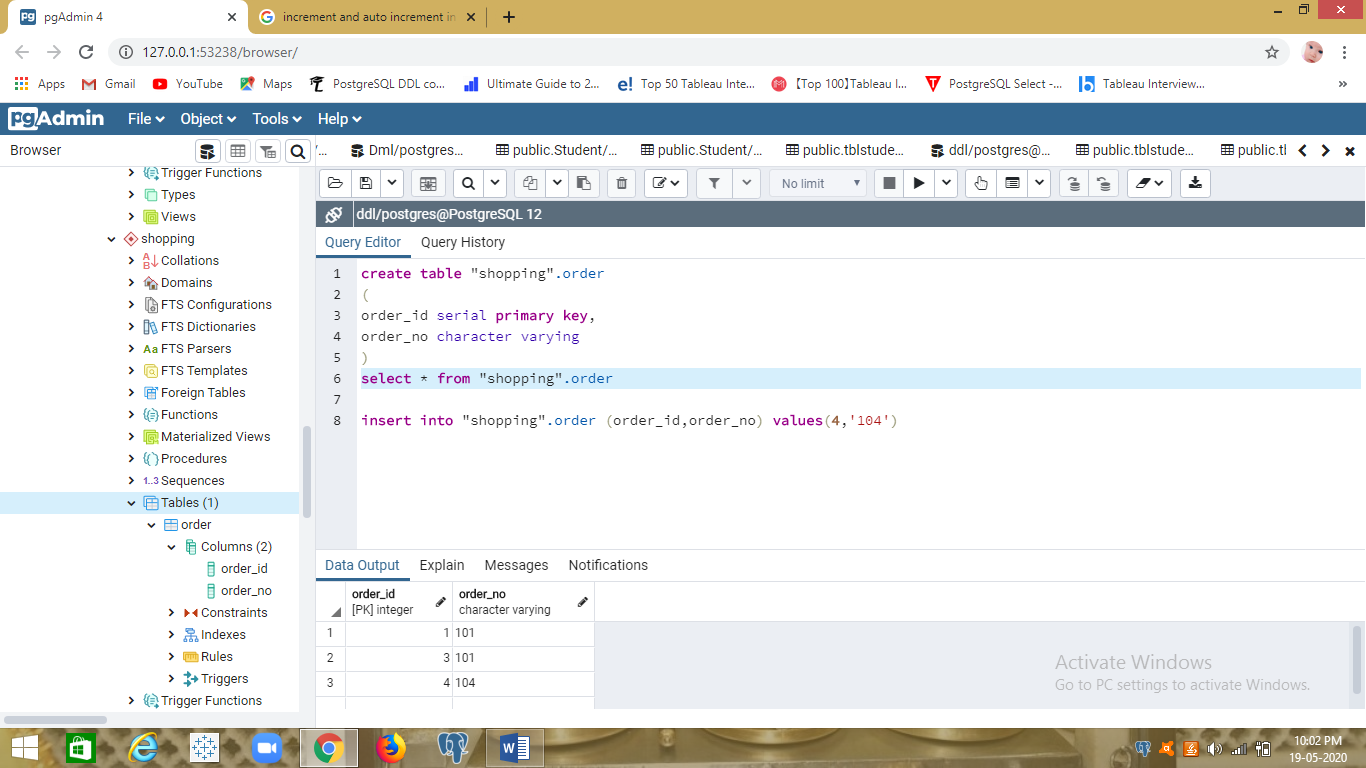 pgAdmin 4
increment and auto increment in
127.0.0.1:53238/browser/
Apps Gmail YouTube Maps PostgreSQL DDL co... Ultimate Guide to 2... Top 50 Tableau Inte... 【Top 100】Tableau I... PostgreSQL Select -... Tableau Interview... »
pgAdmin File Object Tools Help
Browser
/... Dml/postgres... public.Student/... public.Student/... public.tblstude... ddl/postgres@... public.tblstude... public.tl
Trigger Functions
Types
Views
shopping
Collations
Domains
FTS Configurations
FTS Dictionaries
Aa FTS Parsers
FTS Templates
Foreign Tables
Functions
Materialized Views
Procedures
1..3 Sequences
Tables (1)
order
Columns (2)
order_id
order_no
Constraints
Indexes
Rules
Triggers
Trigger Functions
No limit
ddl/postgres@PostgreSQL 12
Query Editor Query History
1 create table "shopping".order
2 (
3 order_id serial primary key,
4 order_no character varying
5 )
6 select * from "shopping".order
7
8 insert into "shopping".order (order_id,order_no) values(4,'104')
Data Output Explain Messages Notifications
order_id order_no
[PK] integer character varying
1 1 101
2 3 101
3 4 104
Activate Windows
Go to PC settings to activate Windows.
10:02 PM
19-05-2020